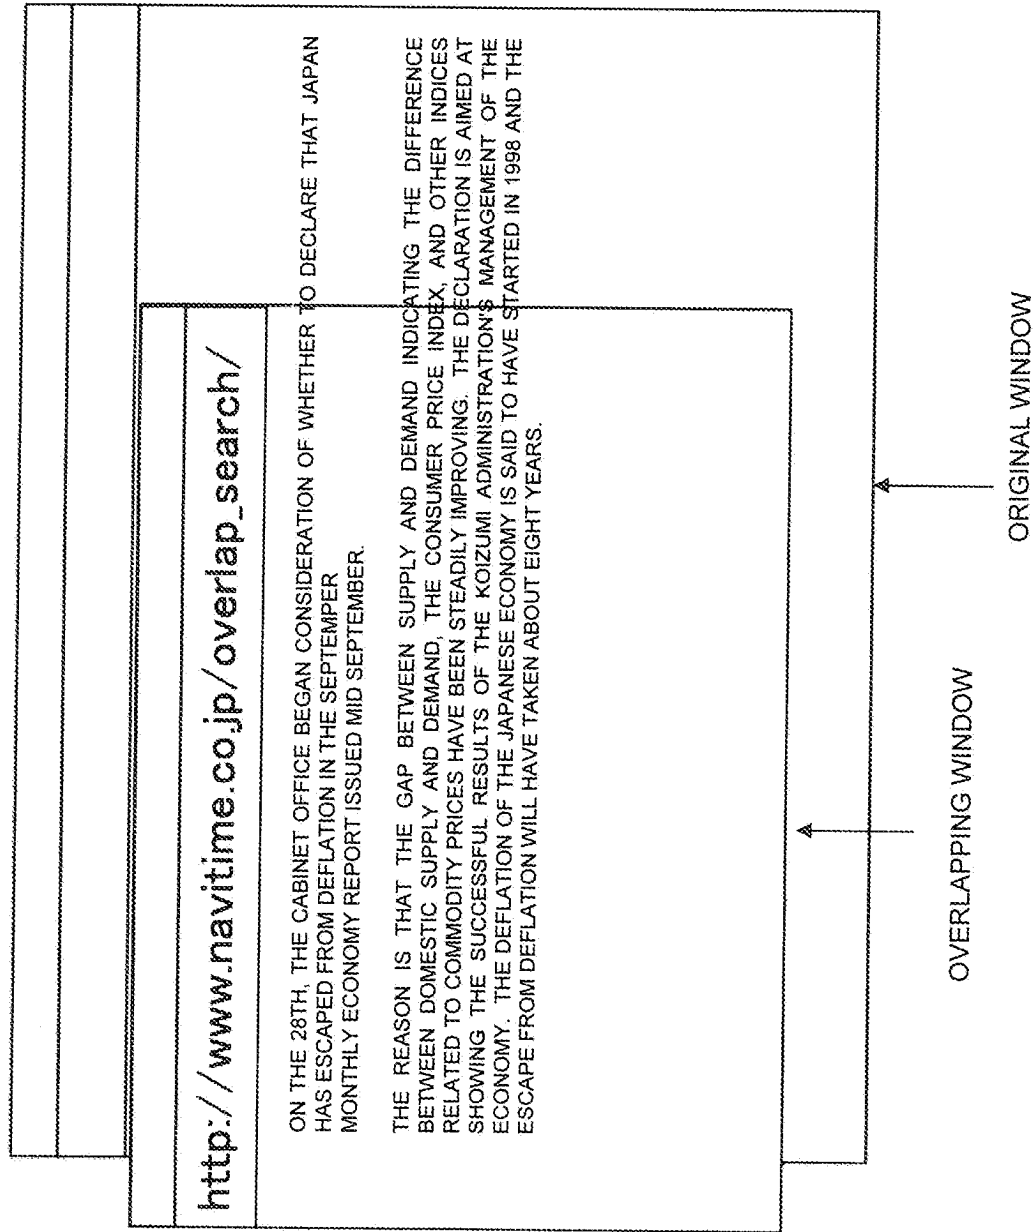 http://www.navitime.co.jp/overlap_search/
ON THE 28TH, THE CABINET OFFICE BEGAN CONSIDERATION OF WHETHER TO DECLARE THAT JAPAN
HAS ESCAPED FROM DEFLATION IN THE SEPTEMPER
MONTHLY ECONOMY REPORT ISSUED MID SEPTEMBER.
THE REASON IS THAT THE GAP BETWEEN SUPPLY AND DEMAND INDICATING THE DIFFERENCE
BETWEEN DOMESTIC SUPPLY AND DEMAND, THE CONSUMER PRICE INDEX, AND OTHER INDICES
RELATED TO COMMODITY PRICES HAVE BEEN STEADILY IMPROVING. THE DECLARATION IS AIMED AT
SHOWING THE SUCCESSFUL RESULTS OF THE KOIZUMI ADMINISTRATION'S MANAGEMENT OF THE
ECONOMY. THE DEFLATION OF THE JAPANESE ECONOMY IS SAID TO HAVE STARTED IN 1998 AND THE
ESCAPE FROM DEFLATION WILL HAVE TAKEN ABOUT EIGHT YEARS.
OVERLAPPING WINDOW
ORIGINAL WINDOW